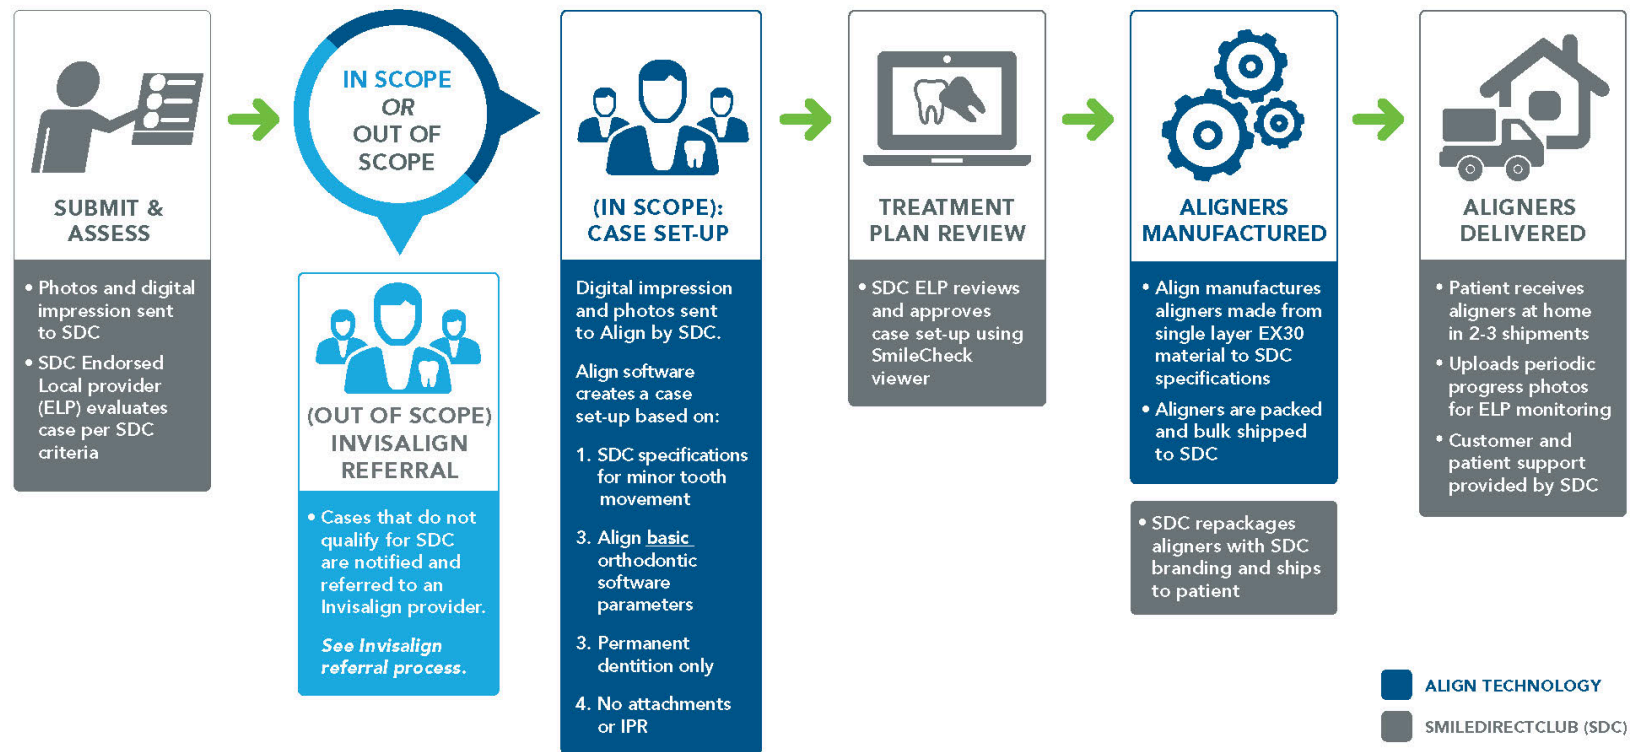 SUBMIT &
ASSESS
• Photos and digital
impression sent
to SDC
• SDC Endorsed
Local provider
(ELP) evaluates
case per SDC
criteria
IN SCOPE
OR
OUT OF
SCOPE
(OUT OF SCOPE)
INVISALIGN
REFERRAL
• Cases that do not
qualify for SDC
are notified and
referred to an
Invisalign provider.
See Invisalign
referral process.
(IN SCOPE):
CASE SET-UP
Digital impression
and photos sent
to Align by SDC.
Align software
creates a case
set-up based on:
1. SDC specifications
for minor tooth
movement
3. Align basic
orthodontic
software
parameters
3. Permanent
dentition only
4. No attachments
or IPR
TREATMENT
PLAN REVIEW
• SDC ELP reviews
and approves
case set-up using
SmileCheck
viewer
ALIGNERS
MANUFACTURED
• Align manufactures
aligners made from
single layer EX30
material to SDC
specifications
• Aligners are packed
and bulk shipped
to SDC
• SDC repackages
aligners with SDC
branding and ships
to patient
ALIGNERS
DELIVERED
• Patient receives
aligners at home
in 2-3 shipments
• Uploads periodic
progress photos
for ELP monitoring
• Customer and
patient support
provided by SDC
ALIGN TECHNOLOGY
SMILEDIRECTCLUB (SDC)